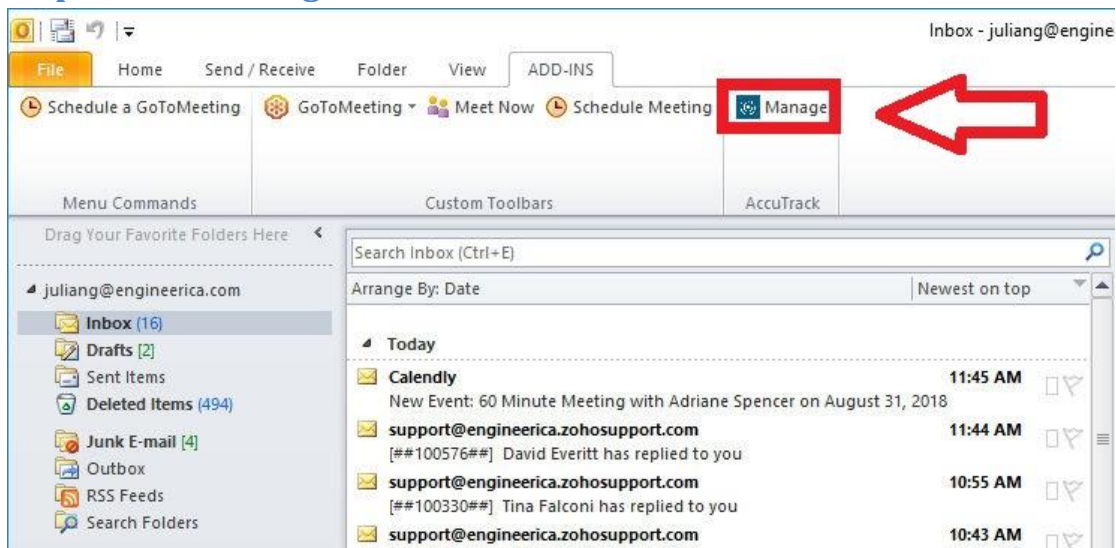 Inbox - juliang@engine
File Home Send / Receive Folder View ADD-INS
Schedule a GoToMeeting GoToMeeting Meet Now Schedule Meeting Manage
Menu Commands Custom Toolbars AccuTrack
Drag Your Favorite Folders Here
Search Inbox (Ctrl+E)
juliang@engineerica.com
Arrange By: Date Newest on top
Inbox (16)
Drafts [2]
Sent Items
Deleted Items (494)
Junk E-mail [4]
Outbox
RSS Feeds
Search Folders
Today
Calendly 11:45 AM
New Event: 60 Minute Meeting with Adriane Spencer on August 31, 2018
support@engineerica.zohosupport.com 11:44 AM
[##100576##] David Everitt has replied to you
support@engineerica.zohosupport.com 10:55 AM
[##100330##] Tina Falconi has replied to you
support@engineerica.zohosupport.com 10:43 AM